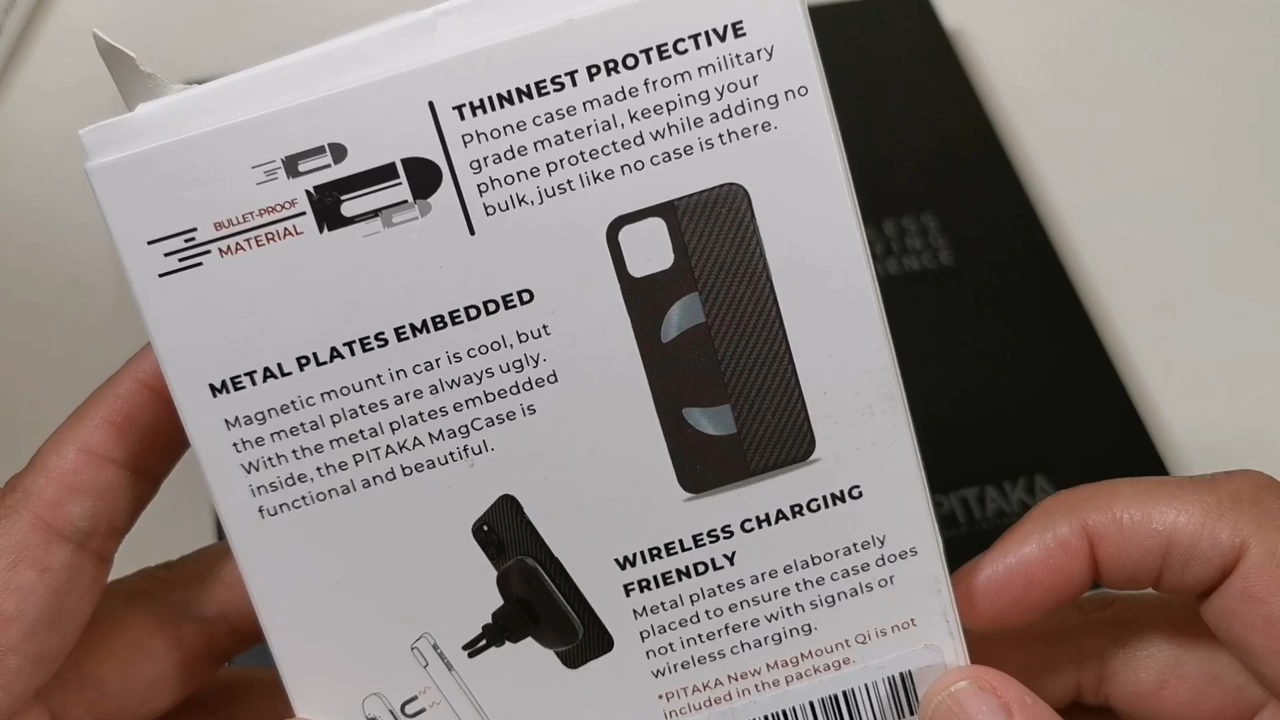 THINNEST PROTECTIVE
Phone case made from military
grade material, keeping your
phone protected while adding no
bulk, just like no case is there.
BULLET-PROOF
MATERIAL
METAL PLATES EMBEDDED
Magnetic mount in car is cool, but
the metal plates are always ugly.
With the metal plates embedded
inside, the PITAKA MagCase is
functional and beautiful.
WIRELESS CHARGING
FRIENDLY
Metal plates are elaborately
placed to ensure the case does
not interfere with signals or
wireless charging.
*PITAKA New MagMount Qi is not
included in the package.
PITAKA